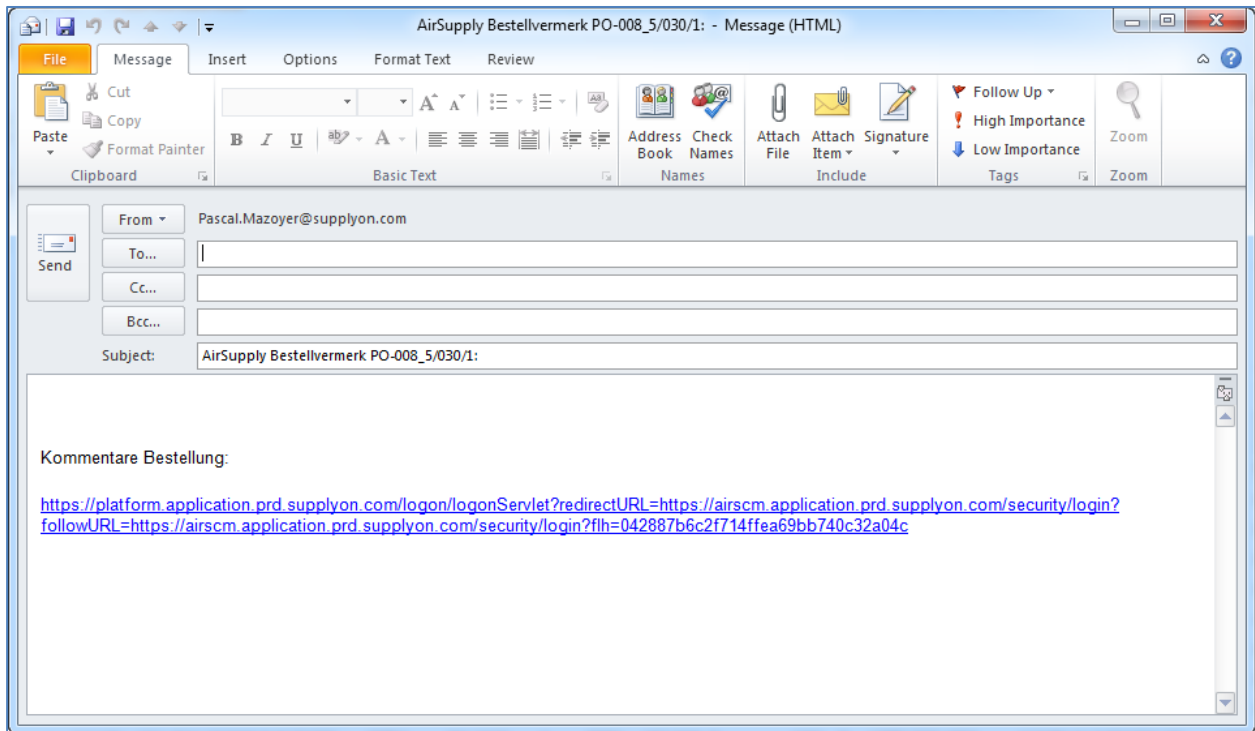 AirSupply Bestellvermerk PO-008_5/030/1: - Message (HTML)
File Message Insert Options Format Text Review
Cut
Copy
Format Painter
Paste
Clipboard
B I U
Basic Text
Address Book
Check Names
Names
Attach File
Attach Item
Signature
Include
Follow Up
High Importance
Low Importance
Tags
Zoom
Zoom
Send
From Pascal.Mazoyer@supplyon.com
To...
Cc...
Bcc...
Subject: AirSupply Bestellvermerk PO-008_5/030/1:
Kommentare Bestellung:
https://platform.application.prd.supplyon.com/logon/logonServlet?redirectURL=https://airscm.application.prd.supplyon.com/security/login?
followURL=https://airscm.application.prd.supplyon.com/security/login?flh=042887b6c2f714ffea69bb740c32a04c